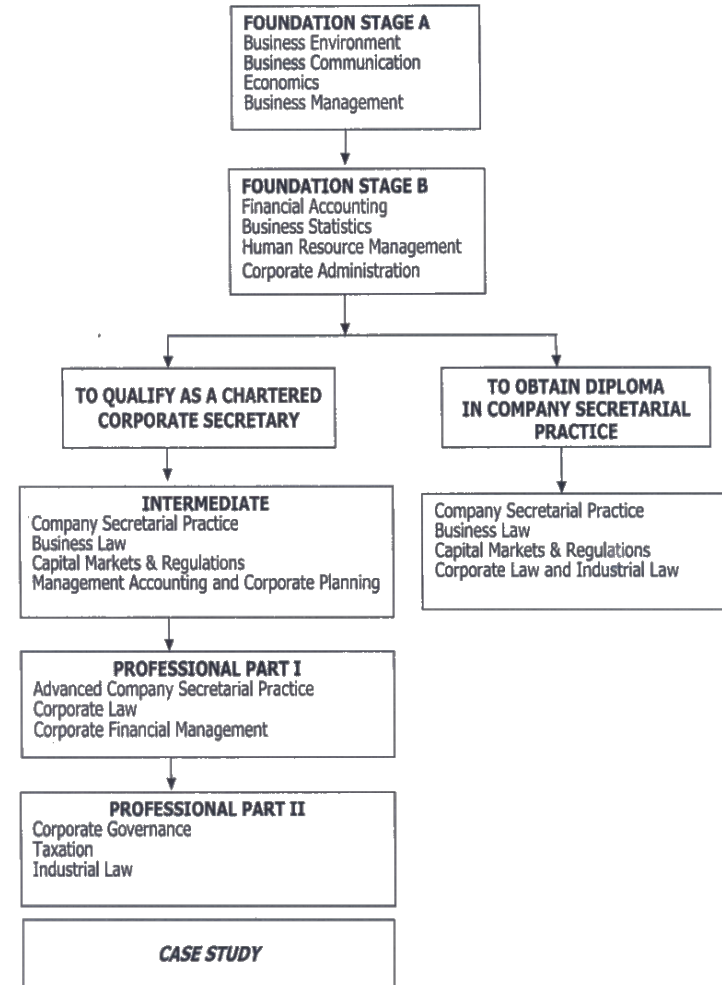 FOUNDATION STAGE A
Business Environment
Business Communication
Economics
Business Management
FOUNDATION STAGE B
Financial Accounting
Business Statistics
Human Resource Management
Corporate Administration
TO QUALIFY AS A CHARTERED
CORPORATE SECRETARY
TO OBTAIN DIPLOMA
IN COMPANY SECRETARIAL
PRACTICE
INTERMEDIATE
Company Secretarial Practice
Business Law
Capital Markets & Regulations
Management Accounting and Corporate Planning
Company Secretarial Practice
Business Law
Capital Markets & Regulations
Corporate Law and Industrial Law
PROFESSIONAL PART I
Advanced Company Secretarial Practice
Corporate Law
Corporate Financial Management
PROFESSIONAL PART II
Corporate Governance
Taxation
Industrial Law
CASE STUDY